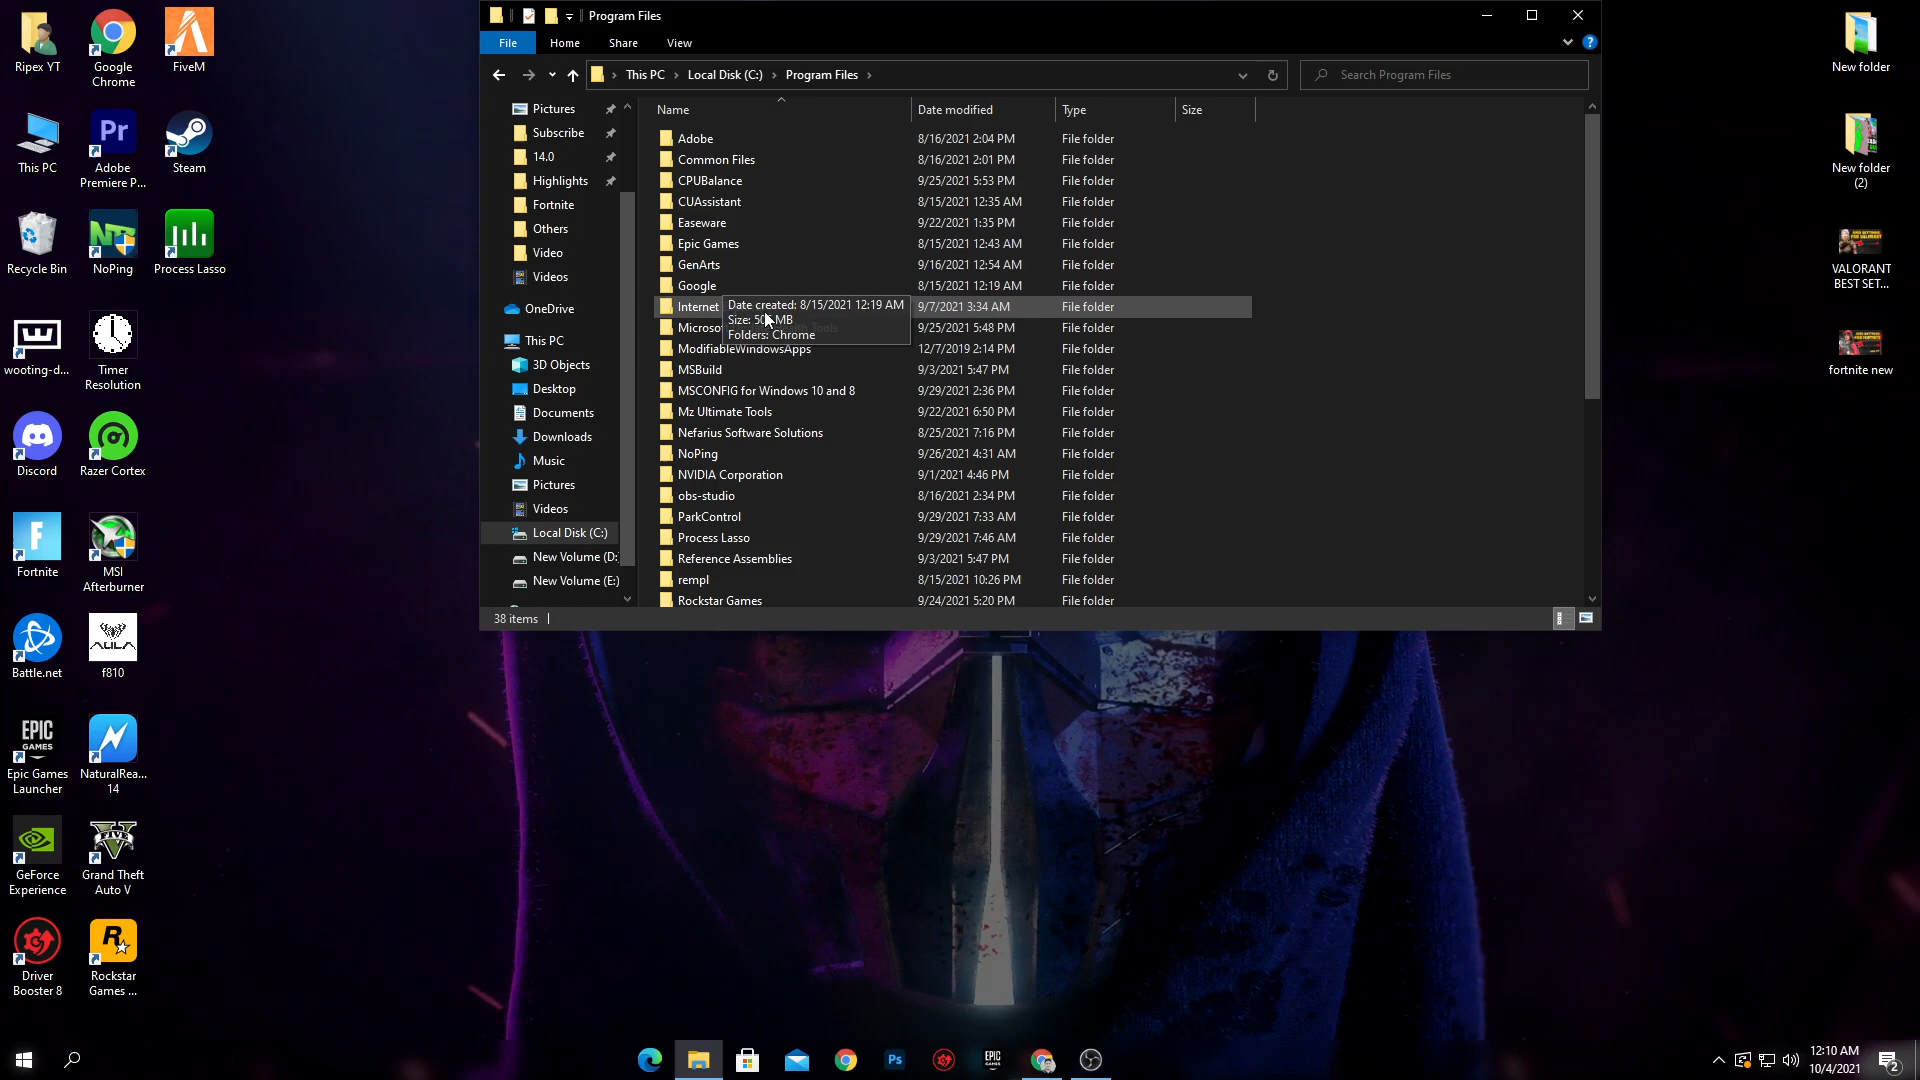 Program Files
File
Home
Share
View
This PC
Local Disk (C:)
Program Files
Search Program Files
Pictures
Subscribe
14.0
Highlights
Fortnite
Others
Video
Videos
OneDrive
This PC
3D Objects
Desktop
Documents
Downloads
Music
Pictures
Videos
Local Disk (C:)
New Volume (D:
New Volume (E:)
Name Date modified Type Size
Adobe 8/16/2021 2:04 PM File folder
Common Files 8/16/2021 2:01 PM File folder
CPUBalance 9/25/2021 5:53 PM File folder
CUAssistant 8/15/2021 12:35 AM File folder
Easeware 9/22/2021 1:35 PM File folder
Epic Games 8/15/2021 12:43 AM File folder
GenArts 9/16/2021 12:54 AM File folder
Google 8/15/2021 12:19 AM File folder
Internet 9/7/2021 3:34 AM File folder
Date created: 8/15/2021 12:19 AM
Size: MB
Folders: Chrome
9/25/2021 5:48 PM File folder
ModifiableWindowsApps 12/7/2019 2:14 PM File folder
MSBuild 9/3/2021 5:47 PM File folder
MSCONFIG for Windows 10 and 8 9/29/2021 2:36 PM File folder
Mz Ultimate Tools 9/22/2021 6:50 PM File folder
Nefarius Software Solutions 8/25/2021 7:16 PM File folder
NoPing 9/26/2021 4:31 AM File folder
NVIDIA Corporation 9/1/2021 4:46 PM File folder
obs-studio 8/16/2021 2:34 PM File folder
ParkControl 9/29/2021 7:33 AM File folder
Process Lasso 9/29/2021 7:46 AM File folder
Reference Assemblies 9/3/2021 5:47 PM File folder
rempl 8/15/2021 10:26 PM File folder
Rockstar Games 9/24/2021 5:20 PM File folder
38 items
Ripex YT
Google
Chrome
FiveM
This PC
Pr
Adobe
Premiere P...
Steam
Recycle Bin
NoPing
Process Lasso
wooting-d...
Timer
Resolution
Discord
Razer Cortex
Fortnite
MSI
Afterburner
Battle.net
AULA
f810
EPIC
GAMES
Epic Games
Launcher
NaturalRea...
14
GeForce
Experience
Grand Theft
Auto V
Driver
Booster 8
Rockstar
Games ...
New folder
New folder
(2)
VALORANT
BEST SET...
fortnite new
Ps
EPIC
GAMES
12:10 AM
10/4/2021
2